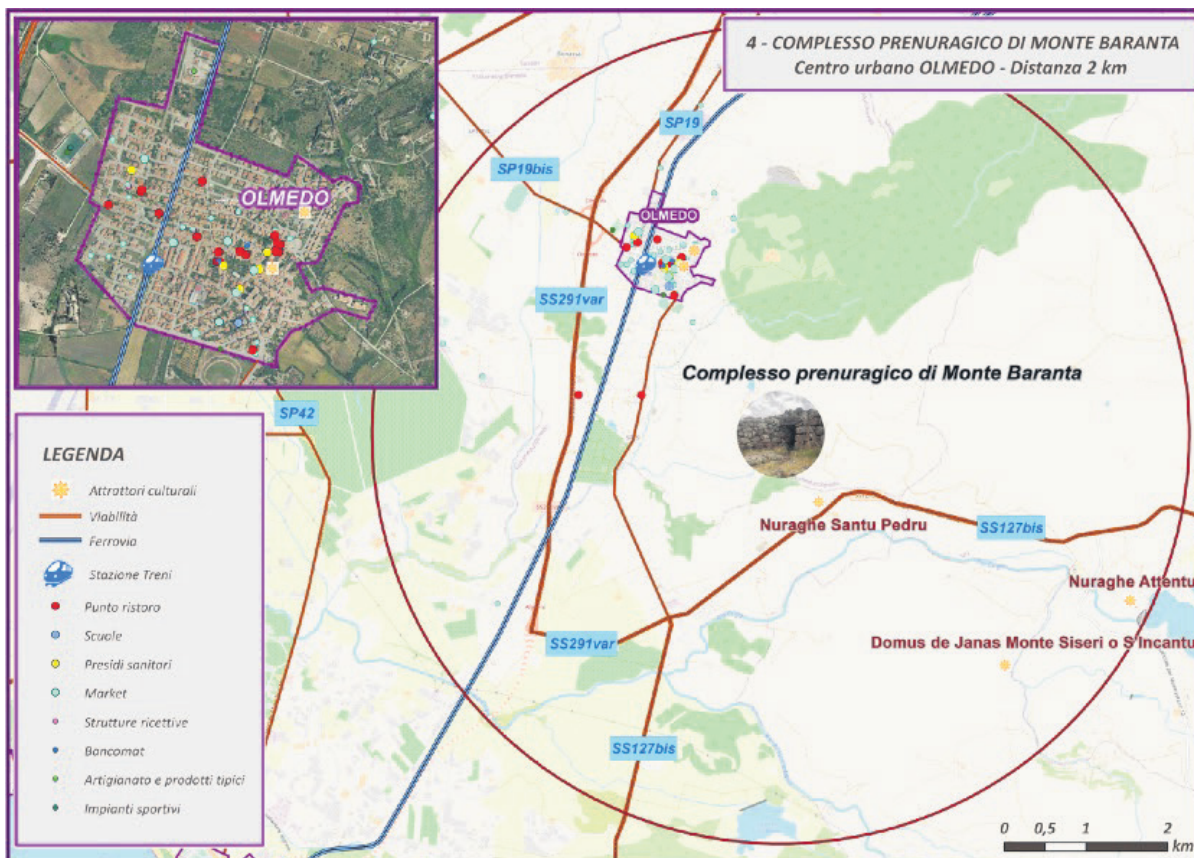 4 - COMPLESSO PRENURAGICO DI MONTE BARANTA
Centro urbano OLMEDO - Distanza 2 km
OLMEDO
SP19
SP19bis
OLMEDO
SS291var
Complesso prenuragico di Monte Baranta
SP42
Nuraghe Santu Pedru
SS127bis
Nuraghe Attentu
Domus de Janas Monte Siseri o S'Incantu
SS291var
SS127bis
LEGENDA
Attrattori culturali
Viabilità
Ferrovia
Stazione Treni
Punto ristoro
Scuole
Presidi sanitari
Market
Strutture ricettive
Bancomat
Artigianato e prodotti tipici
Impianti sportivi
0 0,5 1 2
km